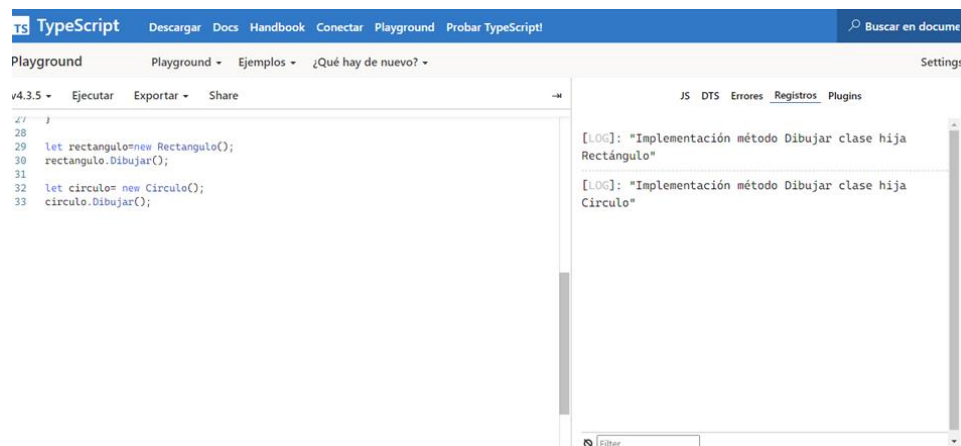 TS TypeScript Descargar Docs Handbook Conectar Playground Probar TypeScript! Buscar en docume
Playground Playground Ejemplos ¿Qué hay de nuevo? Settings
v4.3.5 Ejecutar Exportar Share
JS DTS Errores Registros Plugins
27 }
28
29 let rectangulo=new Rectangulo();
30 rectangulo.Dibujar();
31
32 let circulo= new Circulo();
33 circulo.Dibujar();
[LOG]: "Implementación método Dibujar clase hija
Rectángulo"
[LOG]: "Implementación método Dibujar clase hija
Circulo"
Filter